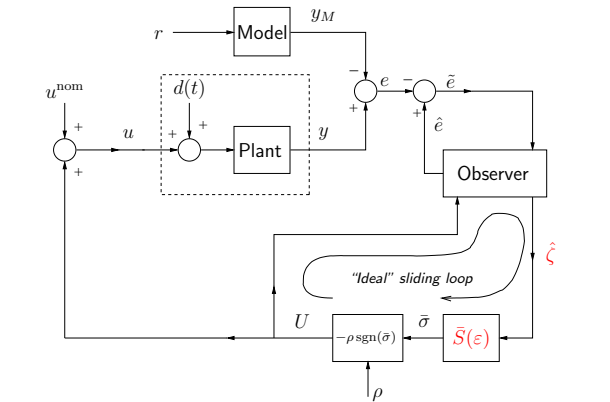 y_M
r
Model
−
e
−
ẽ
u^nom
d(t)
+
+
ê
+
u
+
+
y
Plant
+
Observer
ζ̂
“Ideal” sliding loop
U
−ρ sgn(σ̄)
σ̄
S̄(ε)
ρ